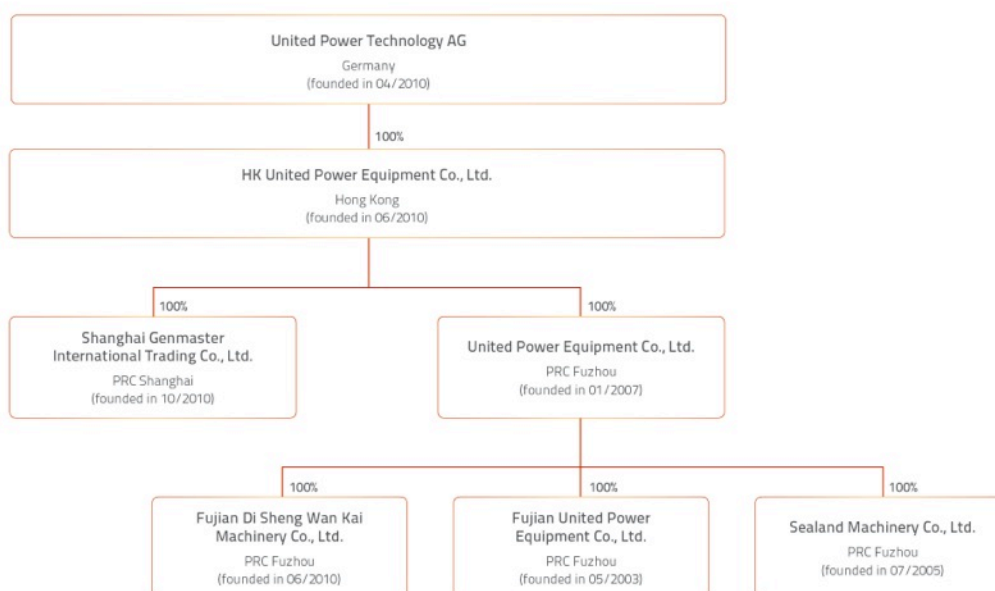 United Power Technology AG
Germany
(founded in 04/2010)
100%
HK United Power Equipment Co., Ltd.
Hong Kong
(founded in 06/2010)
100%
100%
Shanghai Genmaster
International Trading Co., Ltd.
PRC Shanghai
(founded in 10/2010)
United Power Equipment Co., Ltd.
PRC Fuzhou
(founded in 01/2007)
100%
100%
100%
Fujian Di Sheng Wan Kai
Machinery Co., Ltd.
PRC Fuzhou
(founded in 06/2010)
Fujian United Power
Equipment Co., Ltd.
PRC Fuzhou
(founded in 05/2003)
Sealand Machinery Co., Ltd.
PRC Fuzhou
(founded in 07/2005)